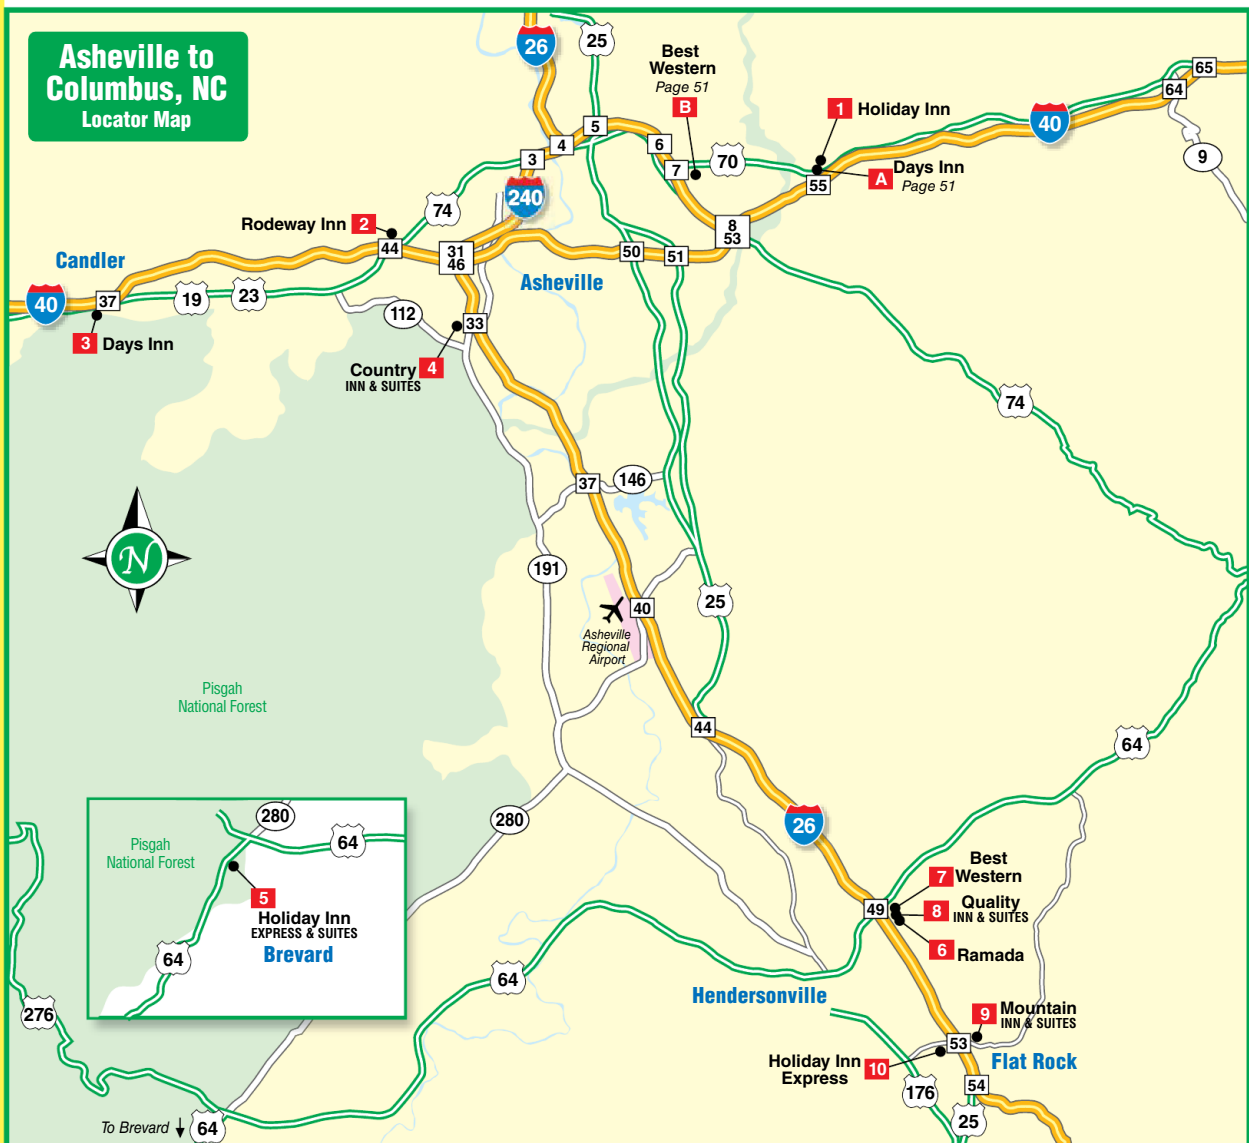 Asheville to
Columbus, NC
Locator Map
26
25
Best
Western
Page 51
B
65
64
1 Holiday Inn
40
9
5
4
6
3
7
70
A Days Inn
Page 51
55
240
74
Rodeway Inn 2
44
8
53
31
46
50
51
Candler
Asheville
40
37
19
23
112
33
3 Days Inn
Country 4
INN & SUITES
74
37
146
N
191
25
40
Asheville
Regional
Airport
Pisgah
National Forest
44
64
26
280
280
64
Pisgah
National Forest
5
Holiday Inn
EXPRESS & SUITES
Brevard
64
Best
7 Western
49
8 Quality
INN & SUITES
6 Ramada
64
Hendersonville
276
9 Mountain
INN & SUITES
53
Holiday Inn 10
Express
Flat Rock
176
54
25
To Brevard
64